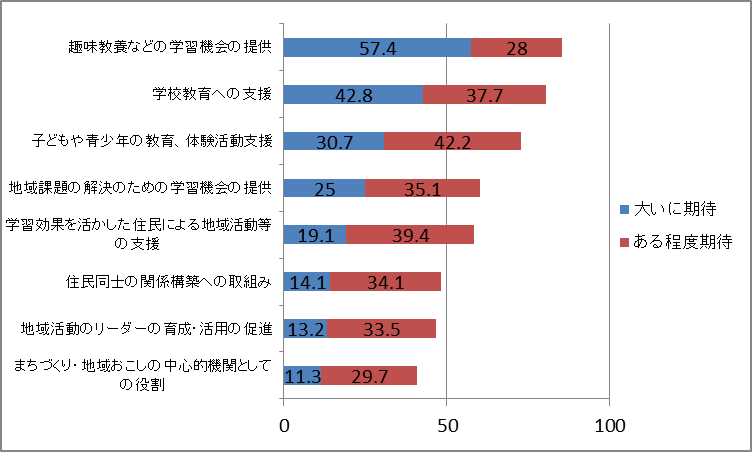 趣味教養などの学習機会の提供
57.4 28
学校教育への支援
42.8 37.7
子どもや青少年の教育、体験活動支援
30.7 42.2
地域課題の解決のための学習機会の提供
25 35.1
学習効果を活かした住民による地域活動等
の支援
19.1 39.4
住民同士の関係構築への取組み
14.1 34.1
地域活動のリーダーの育成・活用の促進
13.2 33.5
まちづくり・地域おこしの中心的機関として
の役割
11.3 29.7
0 50 100
大いに期待
ある程度期待